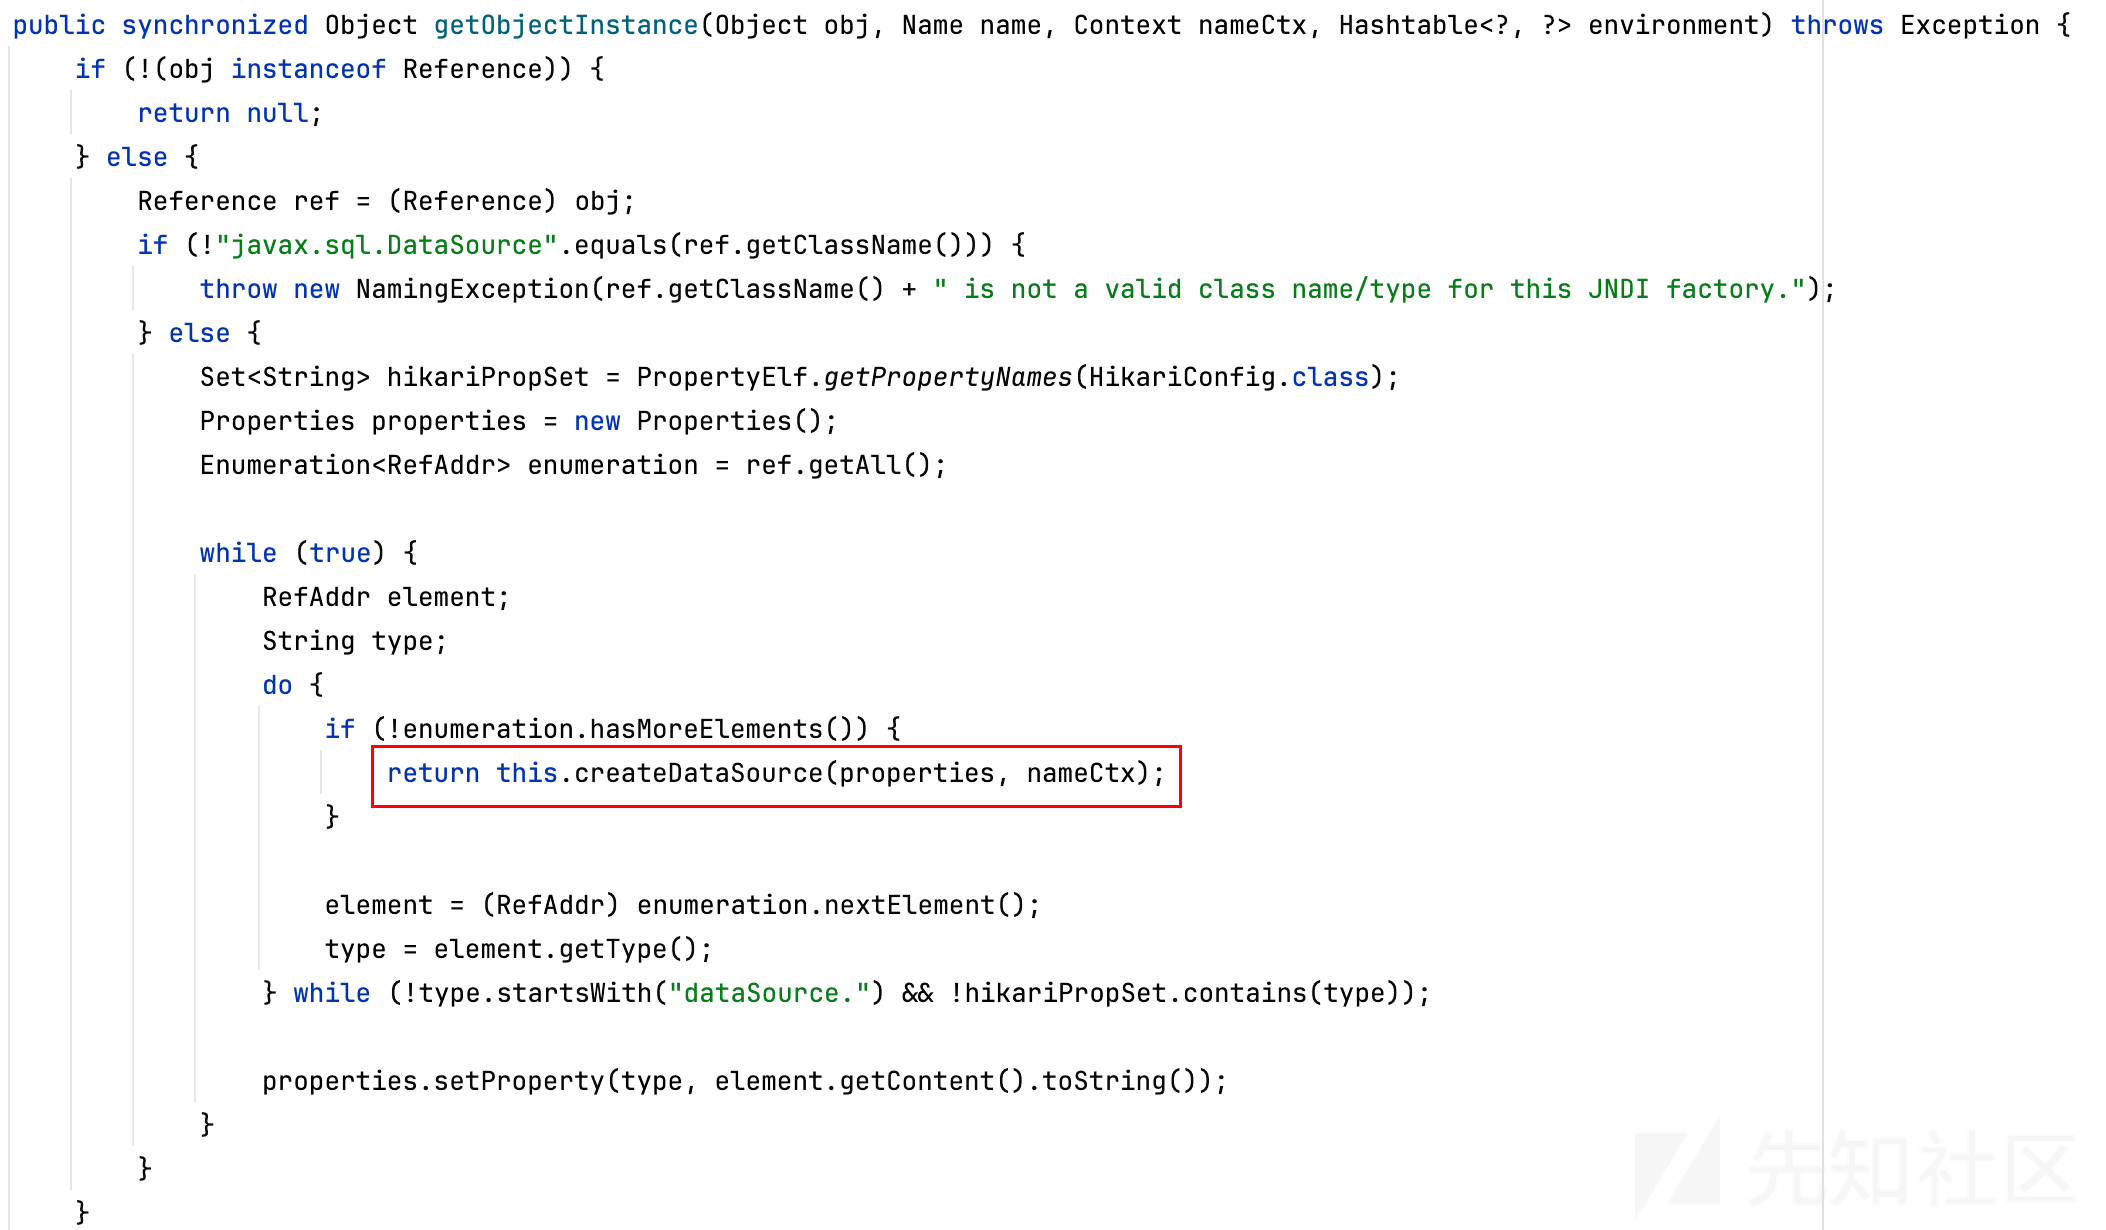 public synchronized Object getObjectInstance(Object obj, Name name, Context nameCtx, Hashtable<?, ?> environment) throws Exception {
    if (!(obj instanceof Reference)) {
        return null;
    } else {
        Reference ref = (Reference) obj;
        if (!"javax.sql.DataSource".equals(ref.getClassName())) {
            throw new NamingException(ref.getClassName() + " is not a valid class name/type for this JNDI factory.");
        } else {
            Set<String> hikariPropSet = PropertyElf.getPropertyNames(HikariConfig.class);
            Properties properties = new Properties();
            Enumeration<RefAddr> enumeration = ref.getAll();
            while (true) {
                RefAddr element;
                String type;
                do {
                    if (!enumeration.hasMoreElements()) {
                        return this.createDataSource(properties, nameCtx);
                    }
                    element = (RefAddr) enumeration.nextElement();
                    type = element.getType();
                } while (!type.startsWith("dataSource.") && !hikariPropSet.contains(type));
                properties.setProperty(type, element.getContent().toString());
            }
        }
    }
先知社区